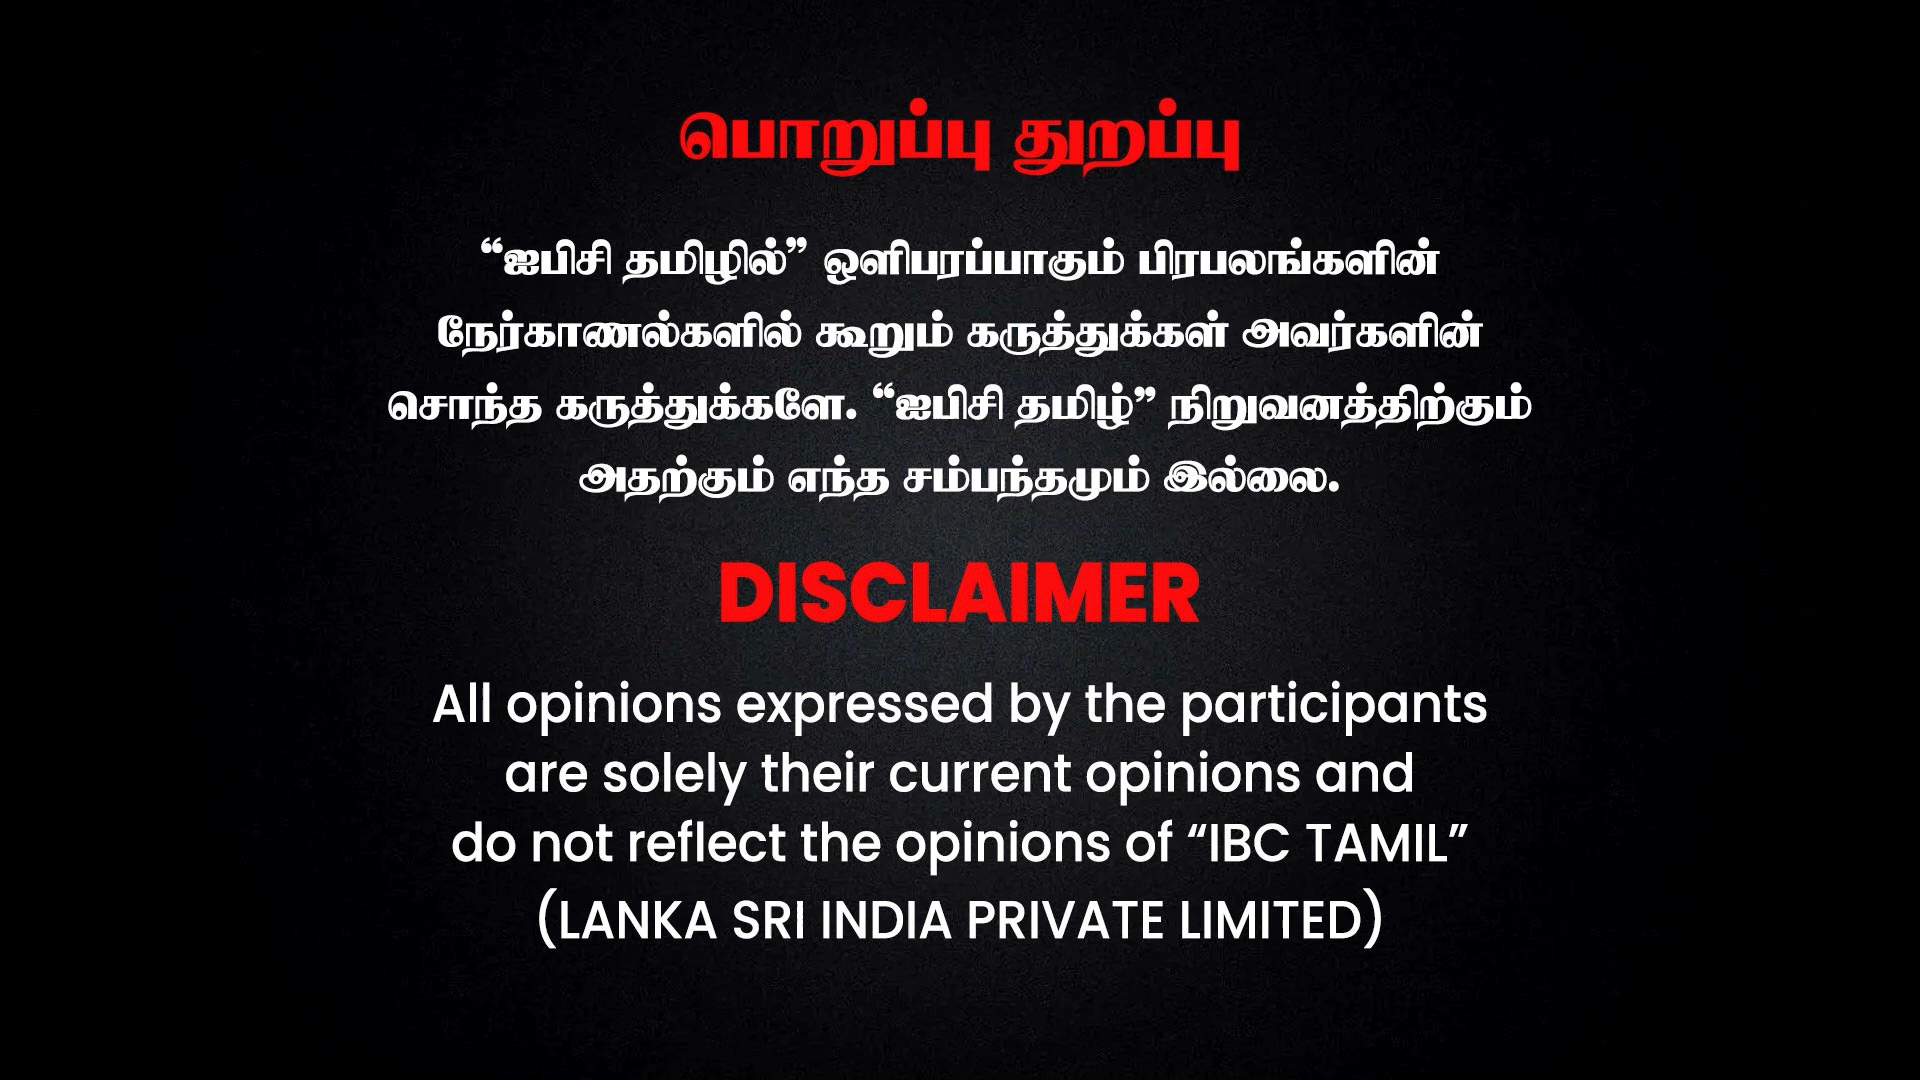 பொறுப்பு துறப்பு
“ஐபிசி தமிழில்” ஒளிபரப்பாகும் பிரபலங்களின்
நேர்காணல்களில் கூறும் கருத்துக்கள் அவர்களின்
சொந்த கருத்துக்களே. “ஐபிசி தமிழ்” நிறுவனத்திற்கும்
அதற்கும் எந்த சம்பந்தமும் இல்லை.
DISCLAIMER
All opinions expressed by the participants
are solely their current opinions and
do not reflect the opinions of “IBC TAMIL”
(LANKA SRI INDIA PRIVATE LIMITED)